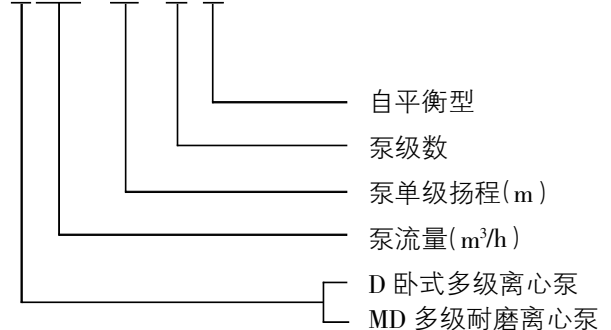 自平衡型
泵级数
泵单级扬程(m)
泵流量(m³/h)
D 卧式多级离心泵
MD 多级耐磨离心泵